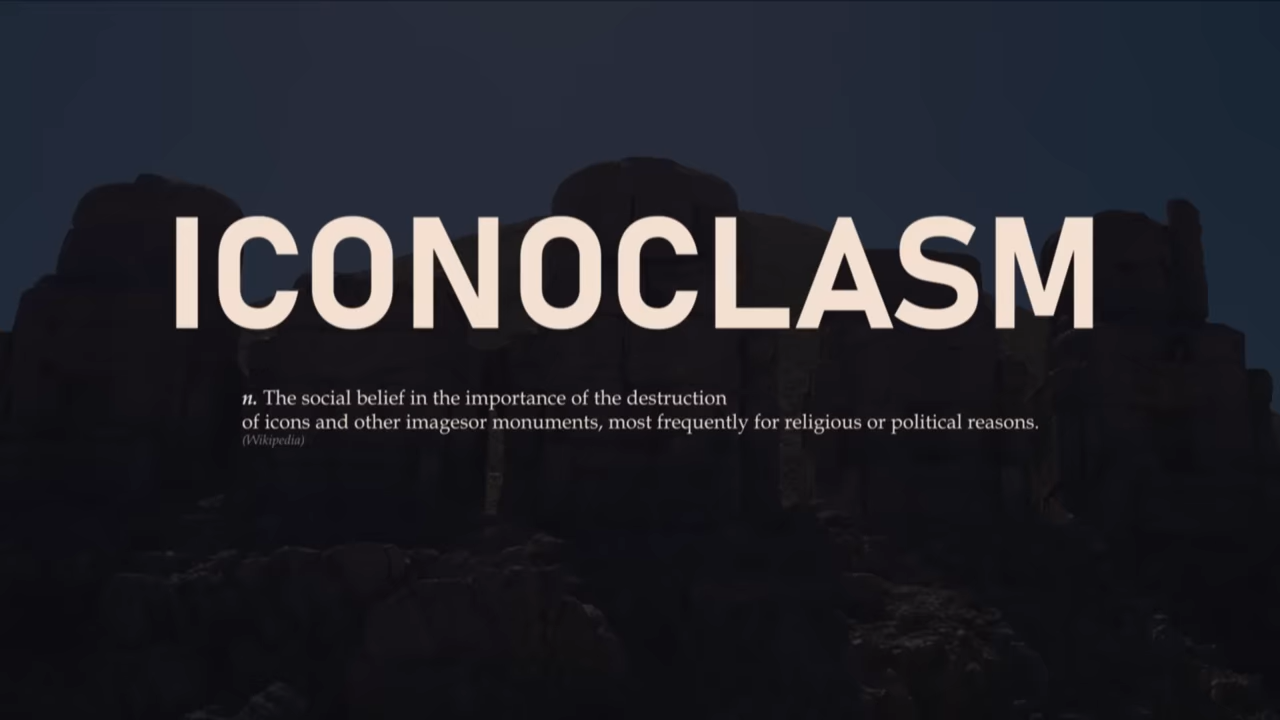 ICONOCLASM
n. The social belief in the importance of the destruction
of icons and other imagesor monuments, most frequently for religious or political reasons.
(Wikipedia)